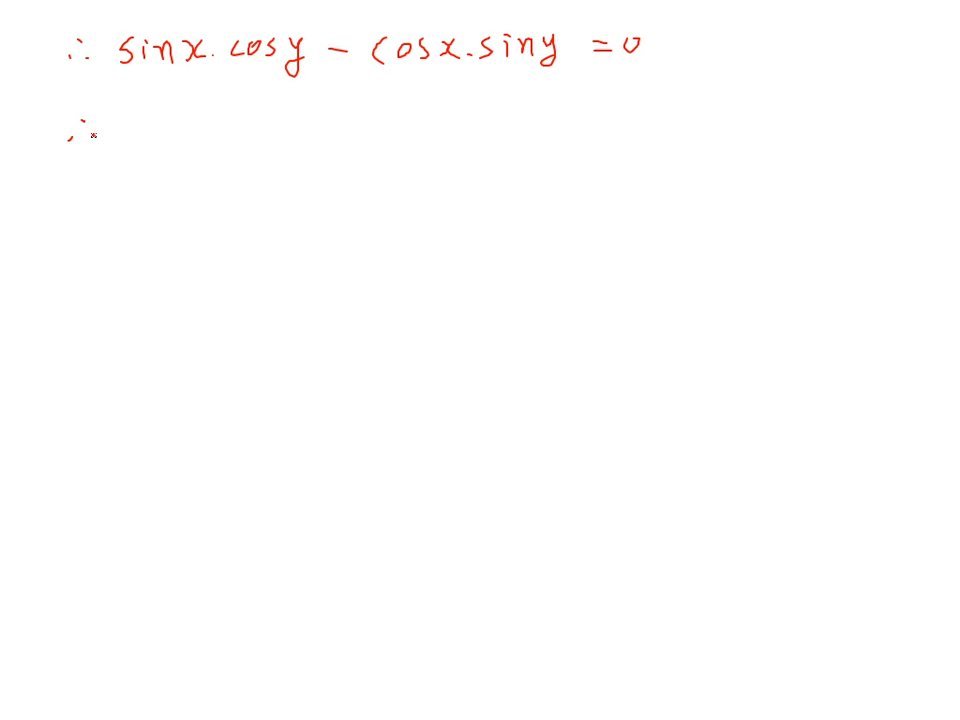 ∴ sinx.cosy - cosx.siny = 0
∴